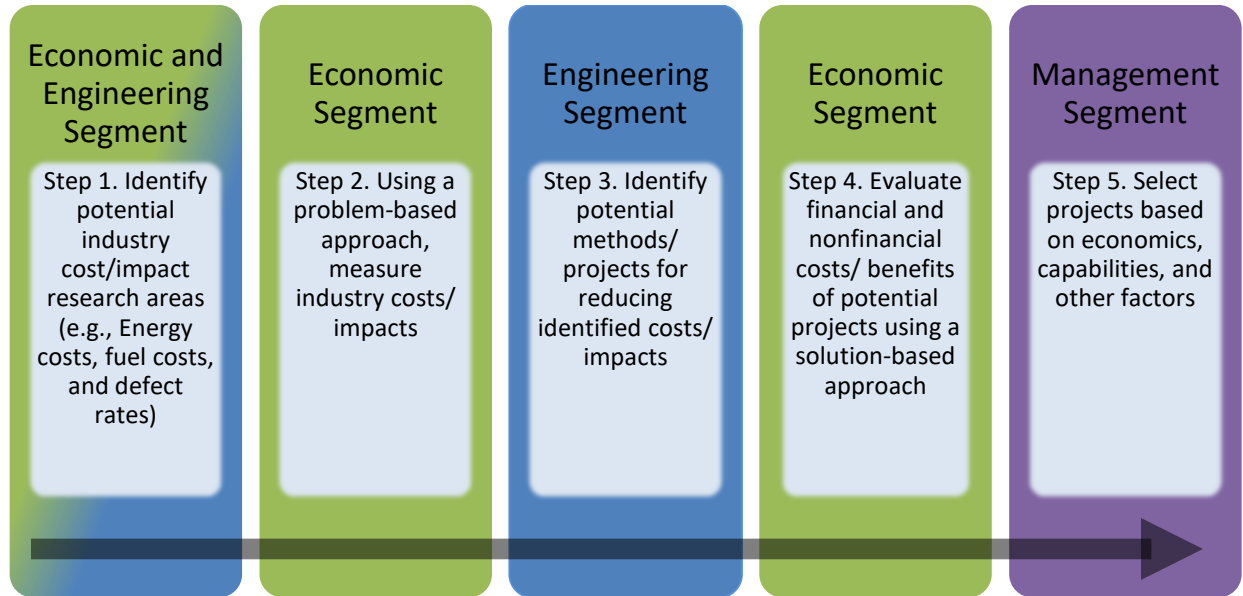 Economic and
Engineering
Segment
Step 1. Identify
potential
industry
cost/impact
research areas
(e.g., Energy
costs, fuel costs,
and defect
rates)
Economic
Segment
Step 2. Using a
problem-based
approach,
measure
industry costs/
impacts
Engineering
Segment
Step 3. Identify
potential
methods/
projects for
reducing
identified costs/
impacts
Economic
Segment
Step 4. Evaluate
financial and
nonfinancial
costs/ benefits
of potential
projects using a
solution-based
approach
Management
Segment
Step 5. Select
projects based
on economics,
capabilities, and
other factors